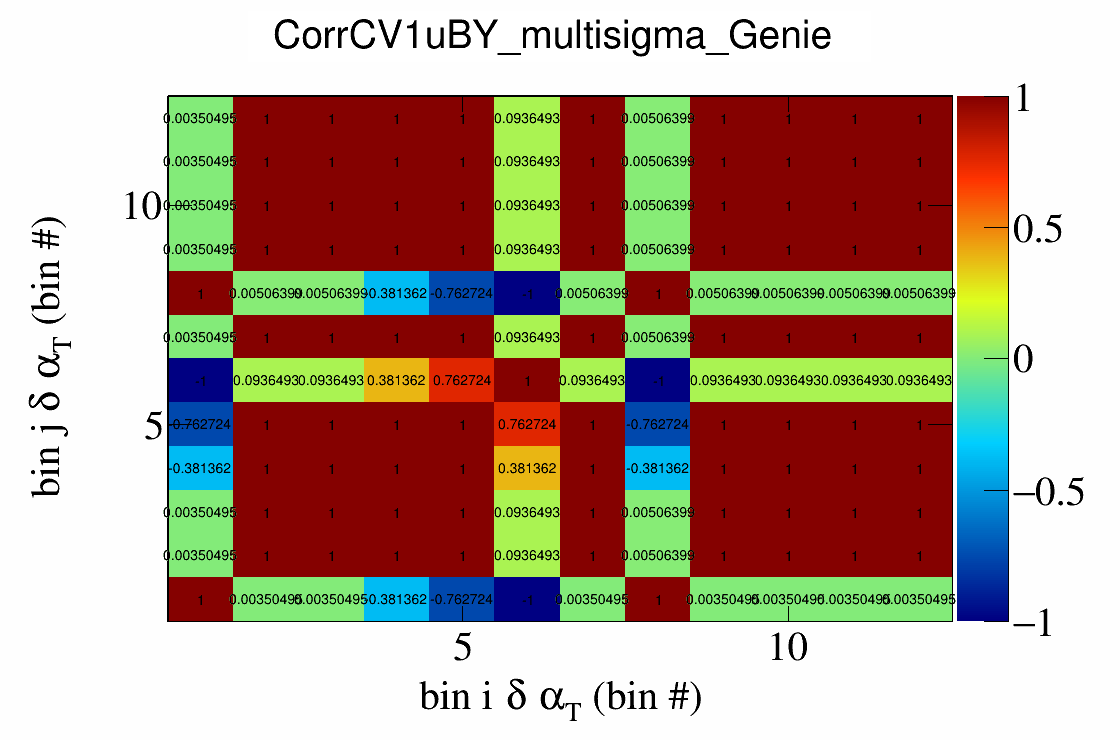 CorrCV1uBY_multisigma_Genie
0.00350495 1 1 1 1 0.0936493 1 0.00506399 1 1 1 1
0.00350495 1 1 1 1 0.0936493 1 0.00506399 1 1 1 1
0.00350495 1 1 1 1 0.0936493 1 0.00506399 1 1 1 1
0.00350495 1 1 1 1 0.0936493 1 0.00506399 1 1 1 1
1 0.00506399 0.00506399 -0.381362 -0.762724 -1 0.00506399 1 0.00506399 0.00506399 0.00506399 0.00506399
0.00350495 1 1 1 1 0.0936493 1 0.00506399 1 1 1 1
-1 0.0936493 0.0936493 0.381362 0.762724 1 0.0936493 -1 0.0936493 0.0936493 0.0936493 0.0936493
-0.762724 1 1 1 1 0.762724 1 -0.762724 1 1 1 1
-0.381362 1 1 1 1 0.381362 1 -0.381362 1 1 1 1
0.00350495 1 1 1 1 0.0936493 1 0.00506399 1 1 1 1
0.00350495 1 1 1 1 0.0936493 1 0.00506399 1 1 1 1
1 0.00350495 0.00350495 -0.381362 -0.762724 -1 0.00350495 1 0.00350495 0.00350495 0.00350495 0.00350495
10
5
bin j δ αT (bin #)
5 10
bin i δ αT (bin #)
1
0.5
0
−0.5
−1